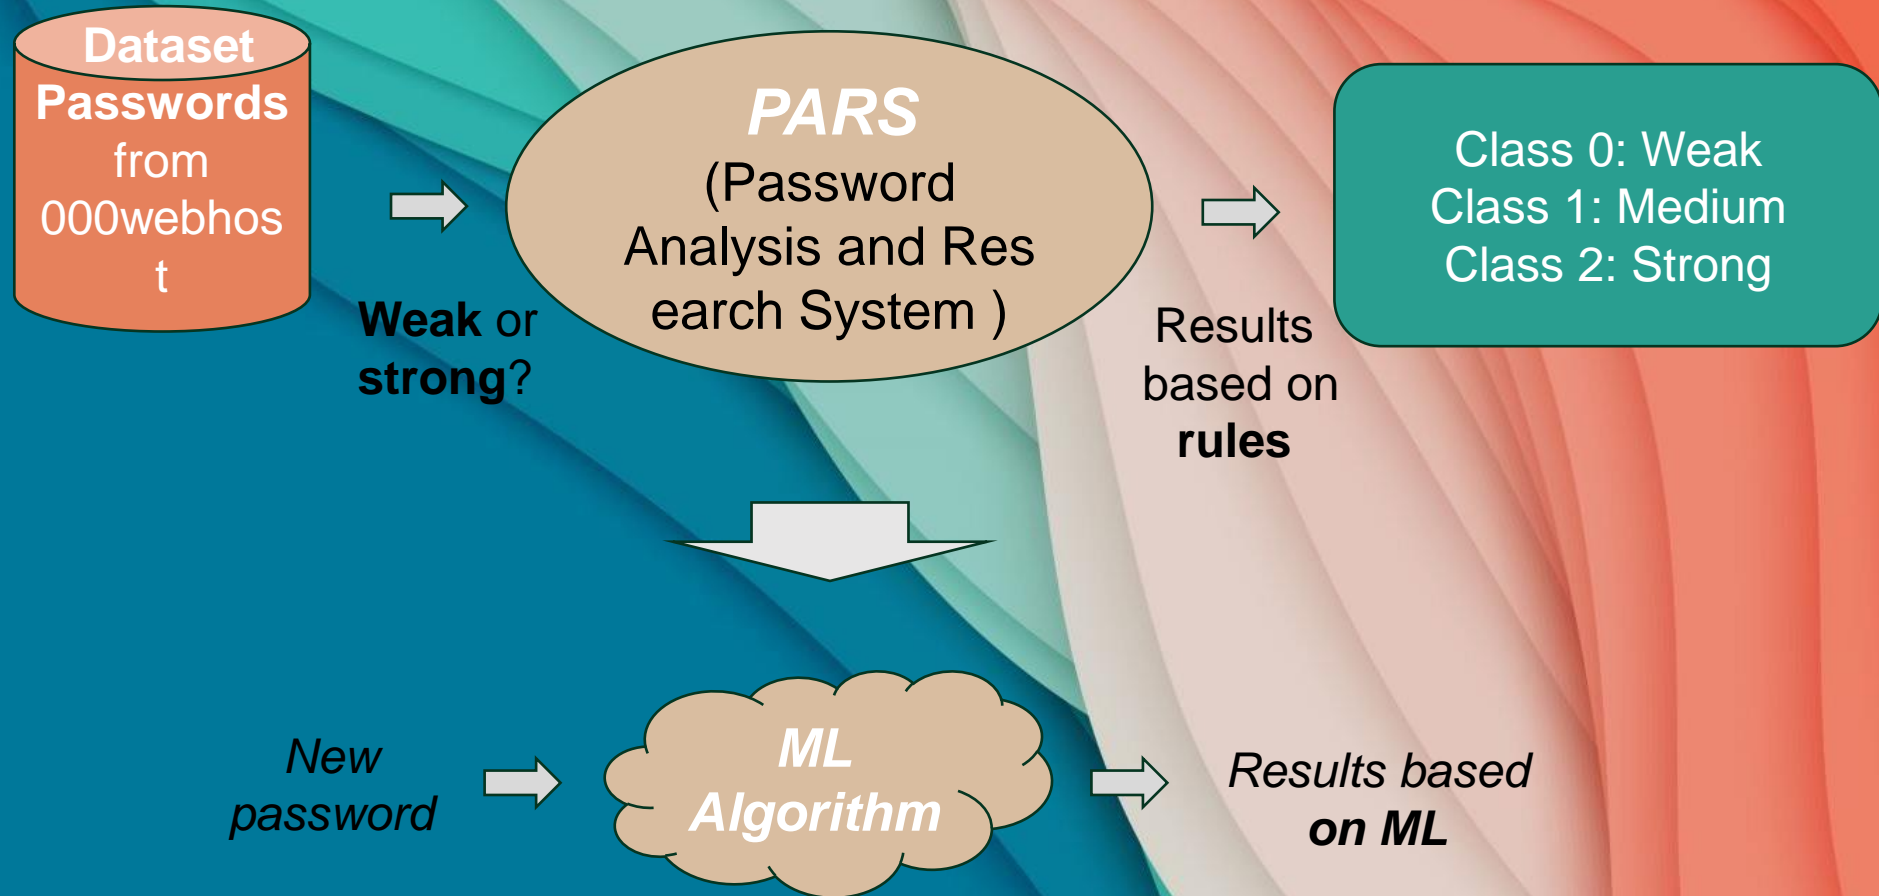 Dataset
Passwords
from
000webhos
t
Weak or
strong?
PARS
(Password
Analysis and Res
earch System )
Results
based on
rules
Class 0: Weak
Class 1: Medium
Class 2: Strong
New
password
ML
Algorithm
Results based
on ML